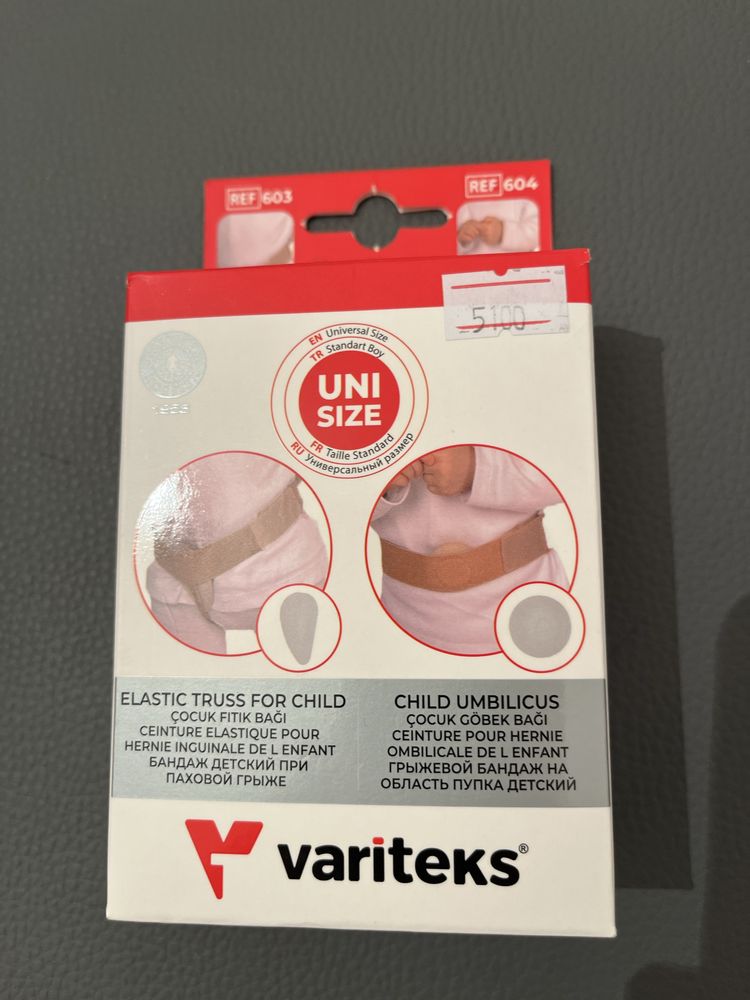 REF 603
REF 604
5100
EN Universal Size
TR Standart Boy
UNI
SIZE
FR Taille Standard
RU Универсальный размер
1955
ELASTIC TRUSS FOR CHILD
ÇOCUK FITIK BAĞI
CEINTURE ELASTIQUE POUR
HERNIE INGUINALE DE L ENFANT
БАНДАЖ ДЕТСКИЙ ПРИ
ПАХОВОЙ ГРЫЖЕ
CHILD UMBILICUS
ÇOCUK GÖBEK BAĞI
CEINTURE POUR HERNIE
OMBILICALE DE L ENFANT
ГРЫЖЕВОЙ БАНДАЖ НА
ОБЛАСТЬ ПУПКА ДЕТСКИЙ
variteks®